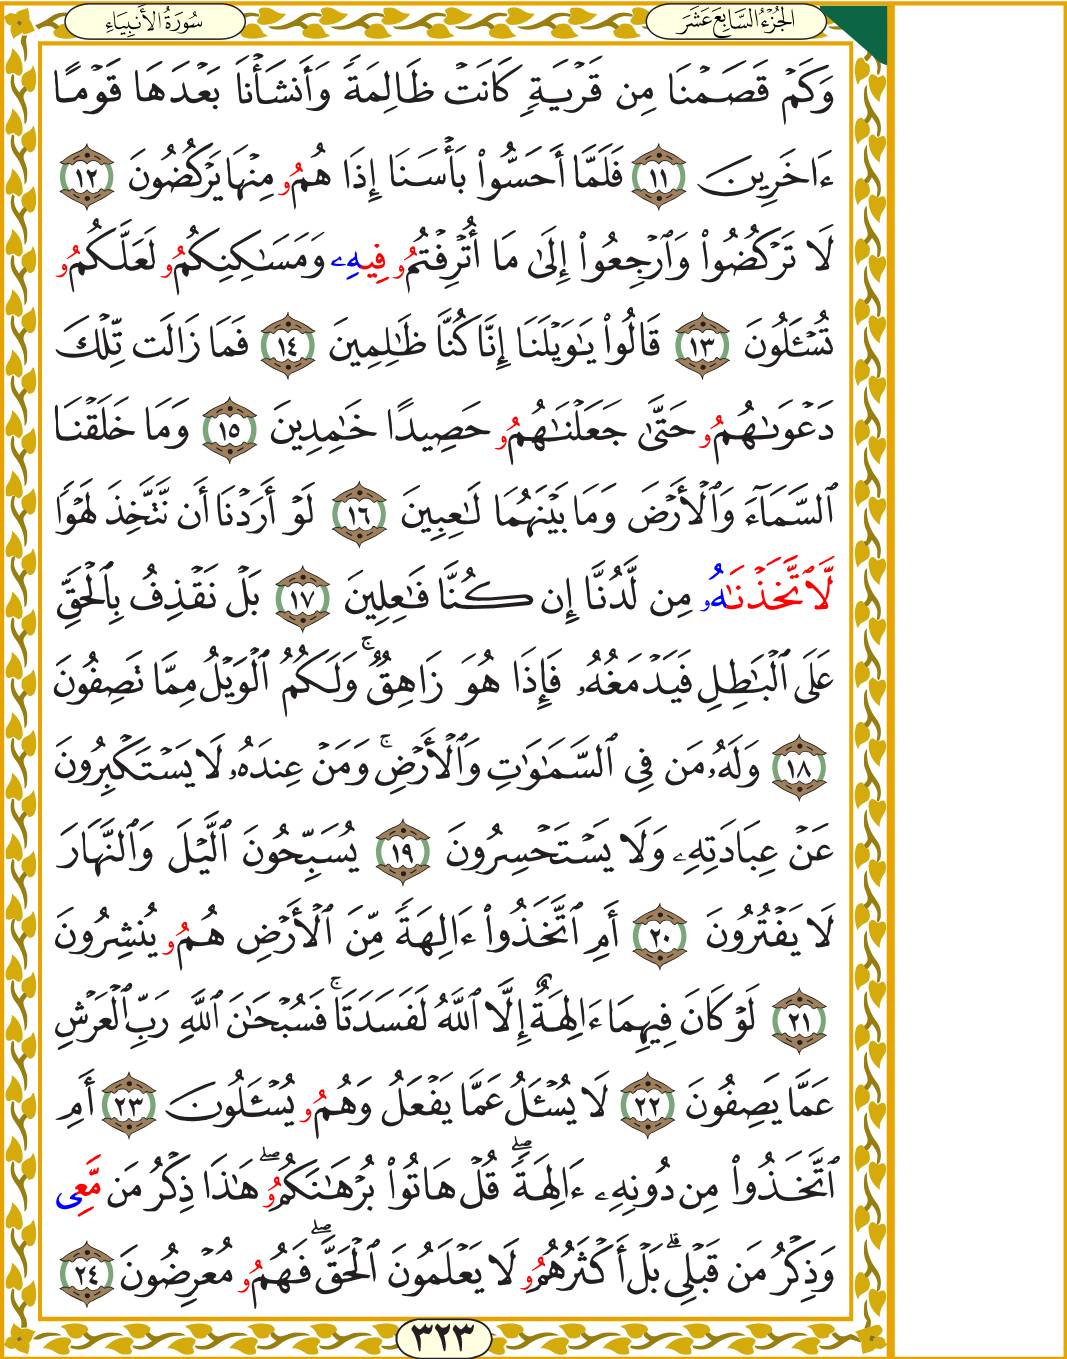 الجُزْءُ السَّابِعَ عَشَرَ
سُورَةُ الأَنبِيَاءِ
وَكَمْ قَصَمْنَا مِن قَرْيَةٍ كَانَتْ ظَالِمَةً وَأَنشَأْنَا بَعْدَهَا قَوْمًا
ءَاخَرِينَ ١١ فَلَمَّا أَحَسُّوا۟ بَأْسَنَا إِذَا هُمُۥ مِنْهَا يَرْكُضُونَ ١٢
لَا تَرْكُضُوا۟ وَٱرْجِعُوا۟ إِلَىٰ مَا أُتْرِفْتُمُۥ فِيهِۦ وَمَسَـٰكِنِكُمُۥ لَعَلَّكُمُۥ
تُسْـَٔلُونَ ١٣ قَالُوا۟ يَـٰوَيْلَنَا إِنَّا كُنَّا ظَـٰلِمِينَ ١٤ فَمَا زَالَت تِّلْكَ
دَعْوَىٰهُمُۥ حَتَّىٰ جَعَلْنَـٰهُمُۥ حَصِيدًا خَـٰمِدِينَ ١٥ وَمَا خَلَقْنَا
ٱلسَّمَآءَ وَٱلْأَرْضَ وَمَا بَيْنَهُمَا لَـٰعِبِينَ ١٦ لَوْ أَرَدْنَا أَن نَّتَّخِذَ لَهْوًا
لَّٱتَّخَذْنَـٰهُۥ مِن لَّدُنَّا إِن كُنَّا فَـٰعِلِينَ ١٧ بَلْ نَقْذِفُ بِٱلْحَقِّ
عَلَى ٱلْبَـٰطِلِ فَيَدْمَغُهُۥ فَإِذَا هُوَ زَاهِقٌ ۚ وَلَكُمُ ٱلْوَيْلُ مِمَّا تَصِفُونَ
١٨ وَلَهُۥ مَن فِى ٱلسَّمَـٰوَٰتِ وَٱلْأَرْضِ ۚ وَمَنْ عِندَهُۥ لَا يَسْتَكْبِرُونَ
عَنْ عِبَادَتِهِۦ وَلَا يَسْتَحْسِرُونَ ١٩ يُسَبِّحُونَ ٱلَّيْلَ وَٱلنَّهَارَ
لَا يَفْتُرُونَ ٢٠ أَمِ ٱتَّخَذُوا۟ ءَالِهَةً مِّنَ ٱلْأَرْضِ هُمُۥ يُنشِرُونَ
٢١ لَوْ كَانَ فِيهِمَا ءَالِهَةٌ إِلَّا ٱللَّهُ لَفَسَدَتَا ۚ فَسُبْحَـٰنَ ٱللَّهِ رَبِّ ٱلْعَرْشِ
عَمَّا يَصِفُونَ ٢٢ لَا يُسْـَٔلُ عَمَّا يَفْعَلُ وَهُمُۥ يُسْـَٔلُونَ ٢٣ أَمِ
ٱتَّخَذُوا۟ مِن دُونِهِۦ ءَالِهَةً ۖ قُلْ هَاتُوا۟ بُرْهَـٰنَكُمُۥ ۖ هَـٰذَا ذِكْرُ مَن مَّعِى
وَذِكْرُ مَن قَبْلِى ۗ بَلْ أَكْثَرُهُمُۥ لَا يَعْلَمُونَ ٱلْحَقَّ ۖ فَهُمُۥ مُعْرِضُونَ ٢٤
٣٢٣